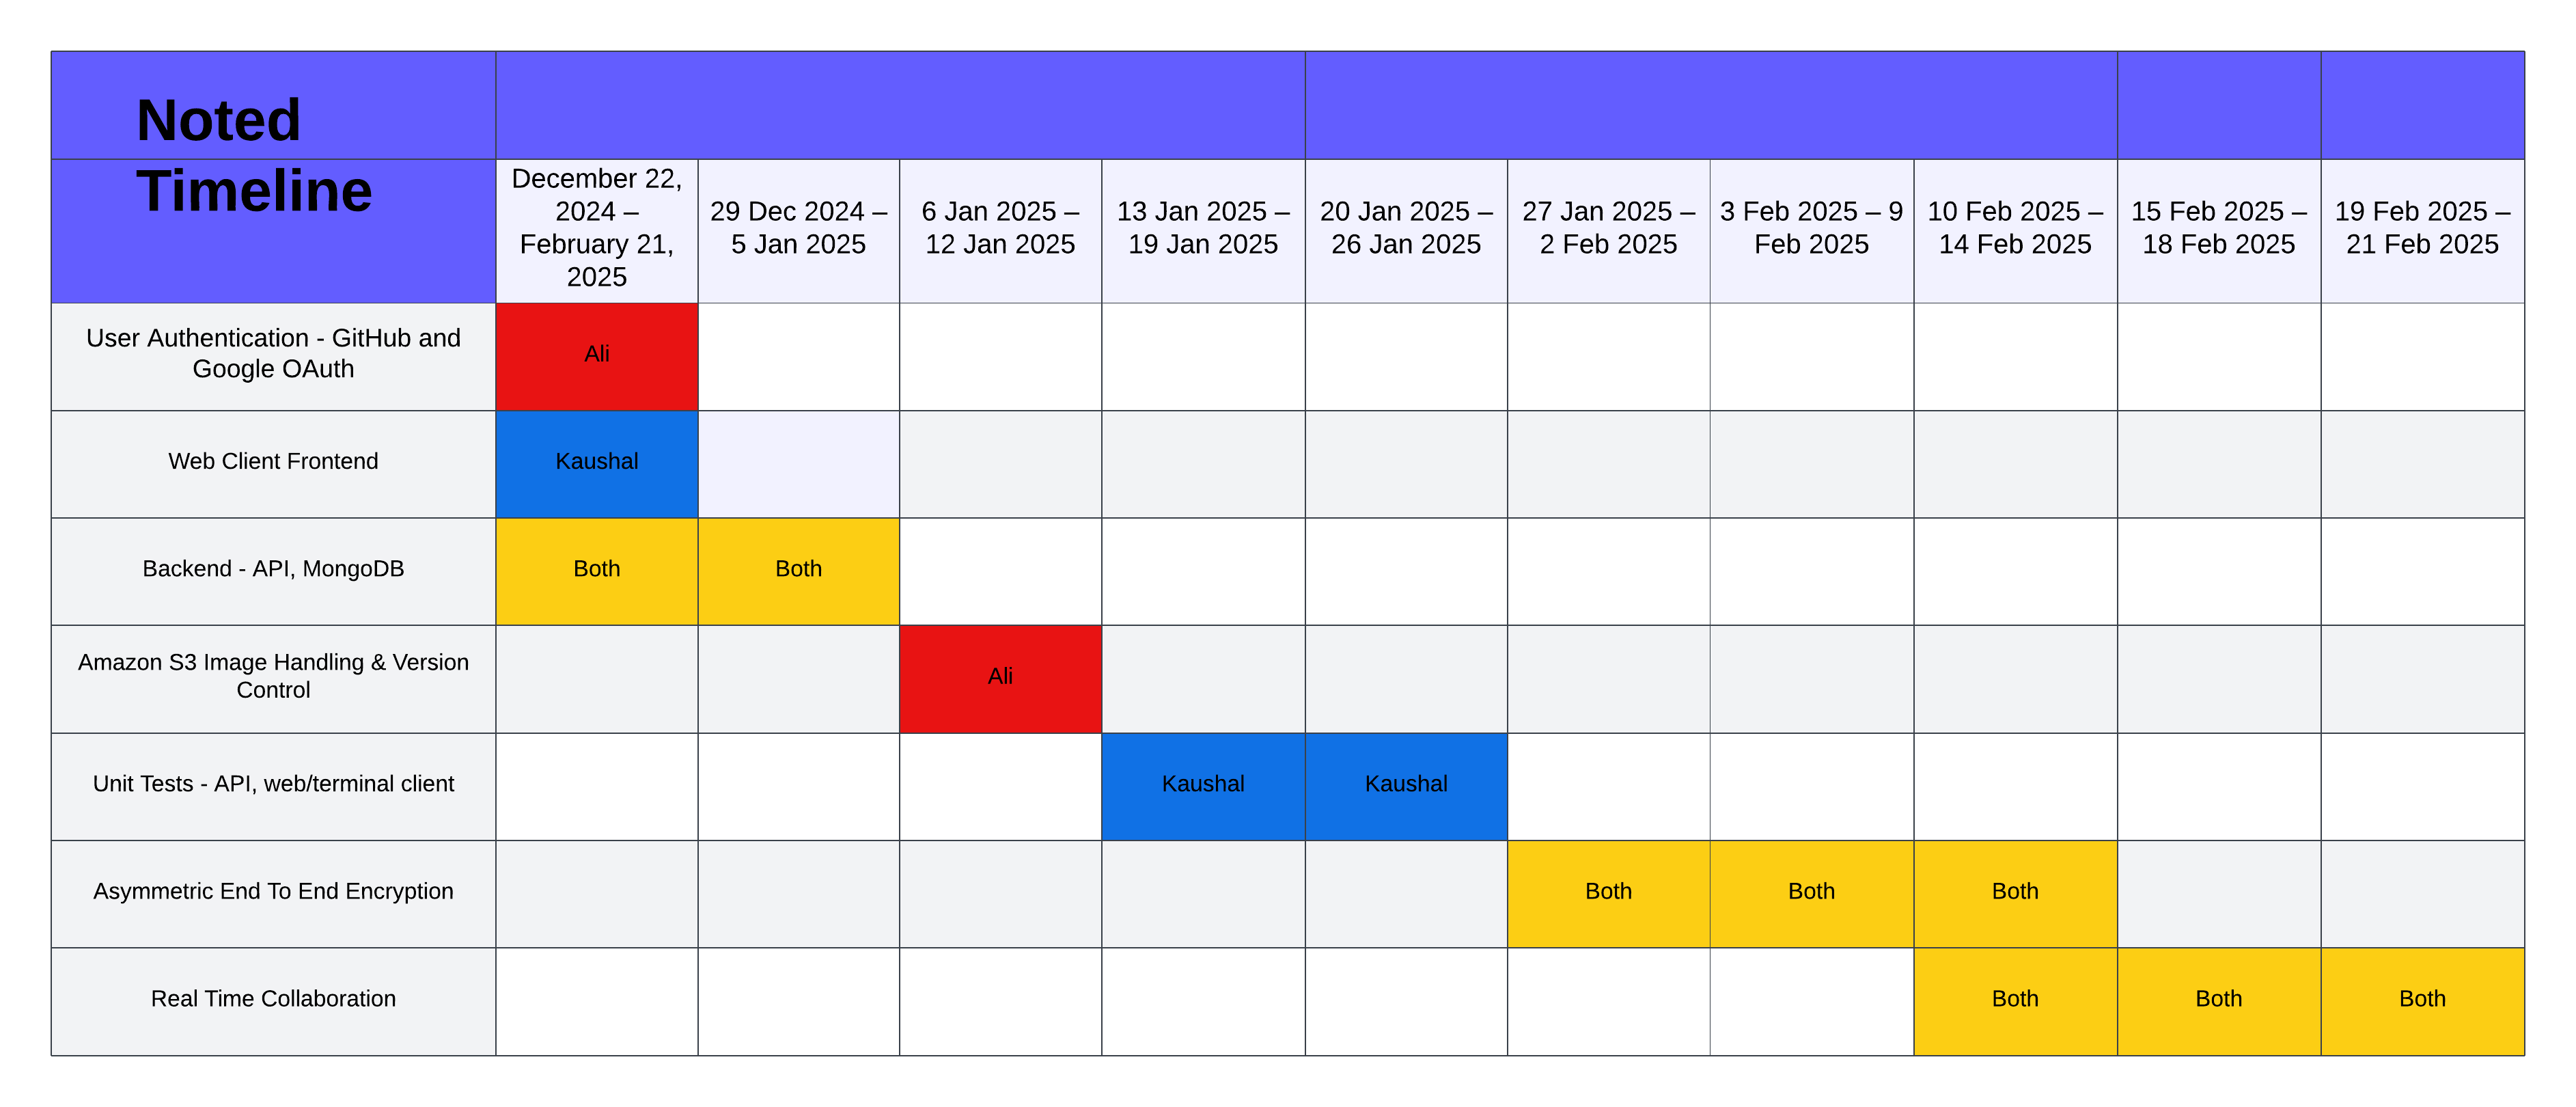 Noted
Timeline
December 22,
2024 –
February 21,
2025
29 Dec 2024 –
5 Jan 2025
6 Jan 2025 –
12 Jan 2025
13 Jan 2025 –
19 Jan 2025
20 Jan 2025 –
26 Jan 2025
27 Jan 2025 –
2 Feb 2025
3 Feb 2025 – 9
Feb 2025
10 Feb 2025 –
14 Feb 2025
15 Feb 2025 –
18 Feb 2025
19 Feb 2025 –
21 Feb 2025
User Authentication - GitHub and
Google OAuth
Ali
Web Client Frontend
Kaushal
Backend - API, MongoDB
Both
Both
Amazon S3 Image Handling & Version
Control
Ali
Unit Tests - API, web/terminal client
Kaushal
Kaushal
Asymmetric End To End Encryption
Both
Both
Both
Real Time Collaboration
Both
Both
Both